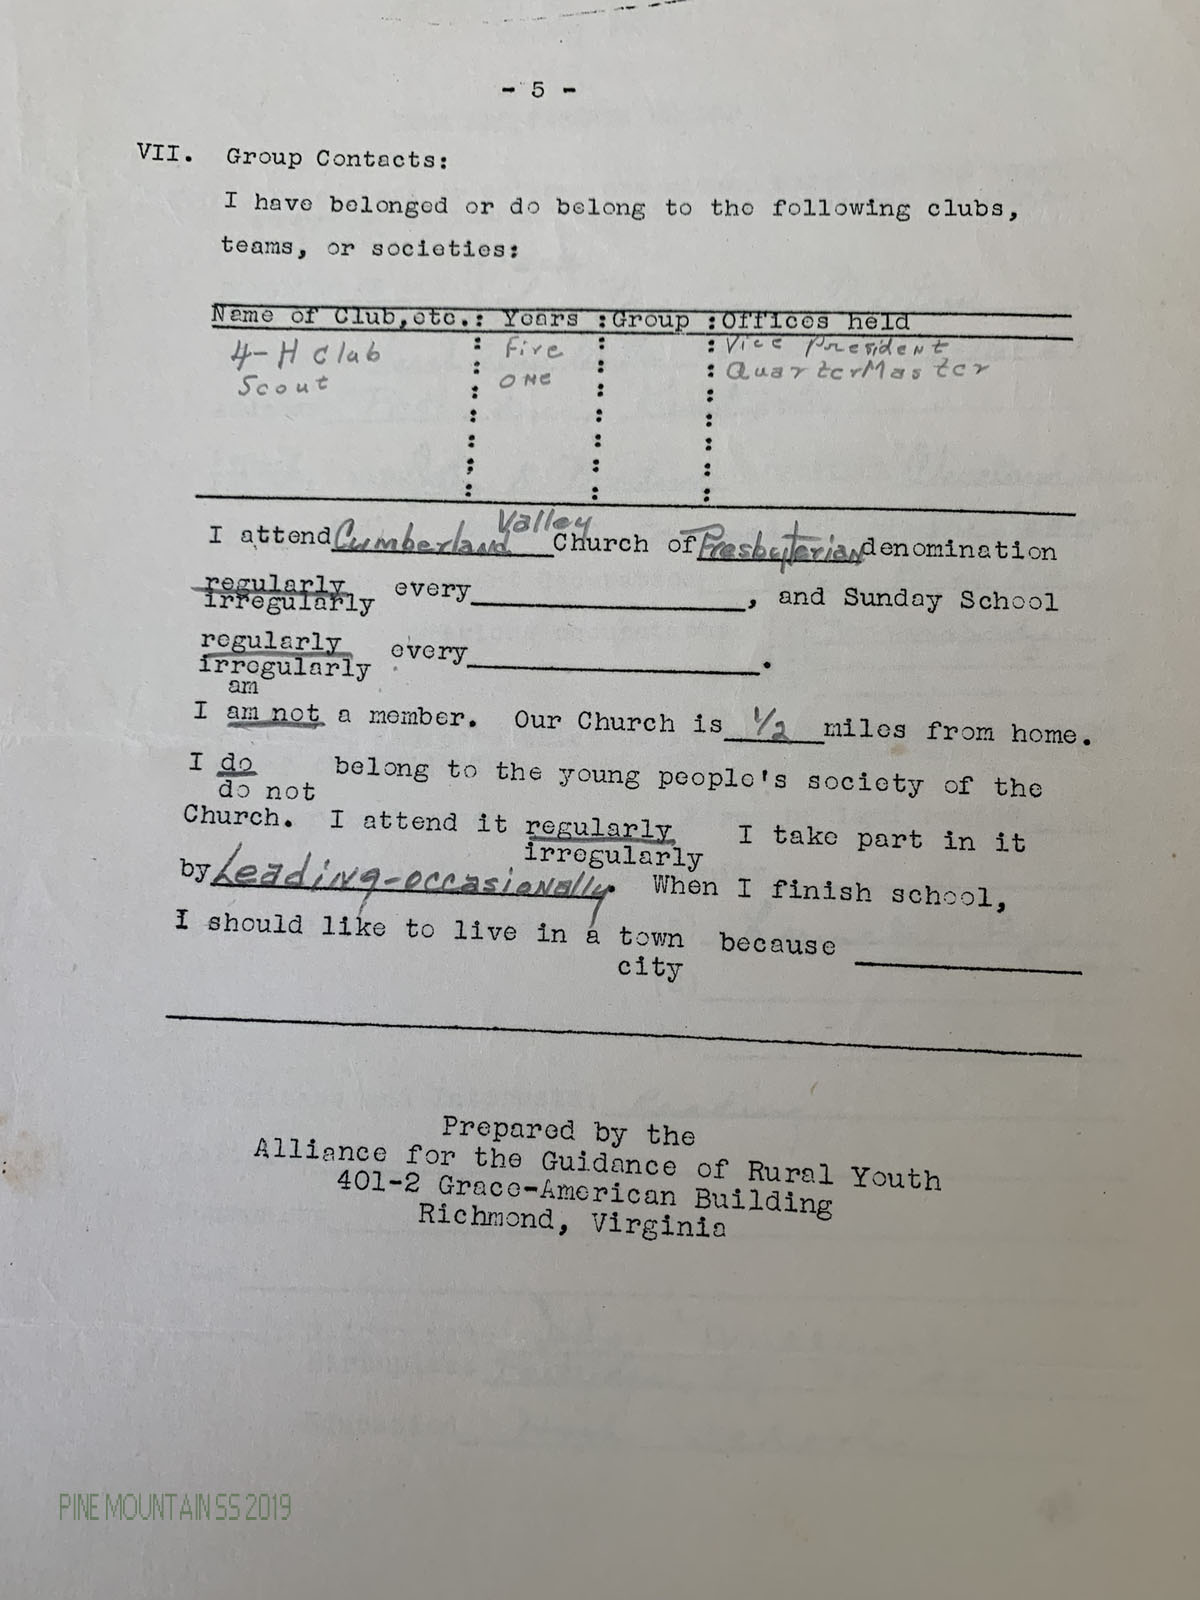 - 5 -
VII. Group Contacts:
I have belonged or do belong to the following clubs,
teams, or societies:
Name of Club,etc.: Years :Group :Offices held
4-H Club : Five : : Vice President
Scout : ONE : : QuarterMaster
I attend Cumberland Valley Church of Presbyterian denomination
regularly
irregularly every____, and Sunday School
regularly
irregularly every____.
am
I am not a member. Our Church is 1/2 miles from home.
I do belong to the young people's society of the
do not
Church. I attend it regularly I take part in it
irregularly
by Leading-occasionally. When I finish school,
I should like to live in a town because ____
city
Prepared by the
Alliance for the Guidance of Rural Youth
401-2 Grace-American Building
Richmond, Virginia
PINE MOUNTAIN SS 2019